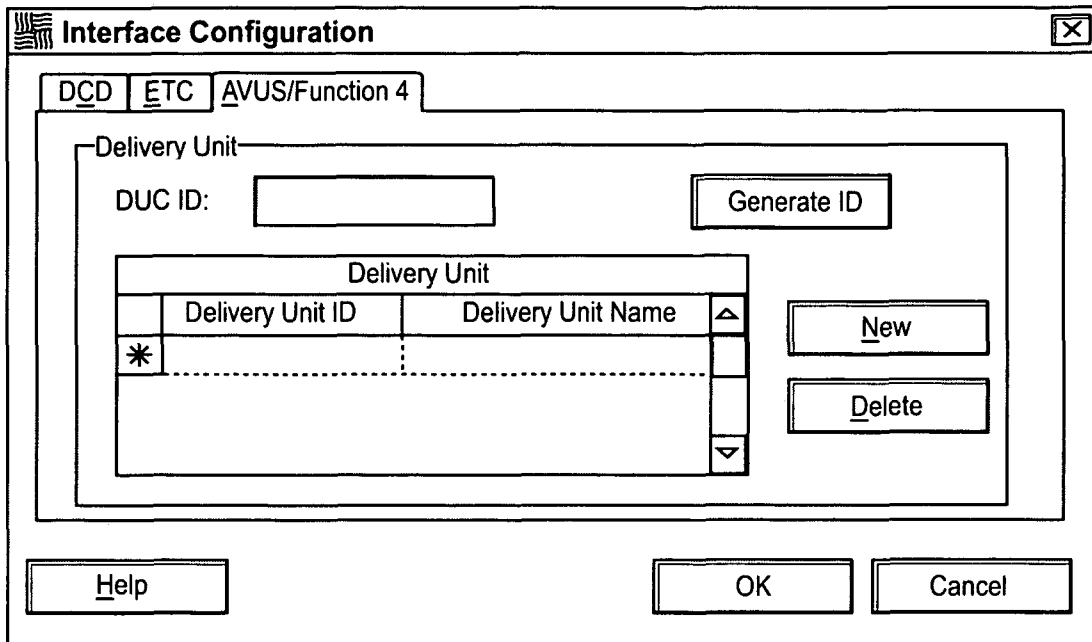 Interface Configuration
DCD ETC AVUS/Function 4
Delivery Unit
DUC ID: Generate ID
Delivery Unit
Delivery Unit ID Delivery Unit Name
New
*
Delete
Help OK Cancel